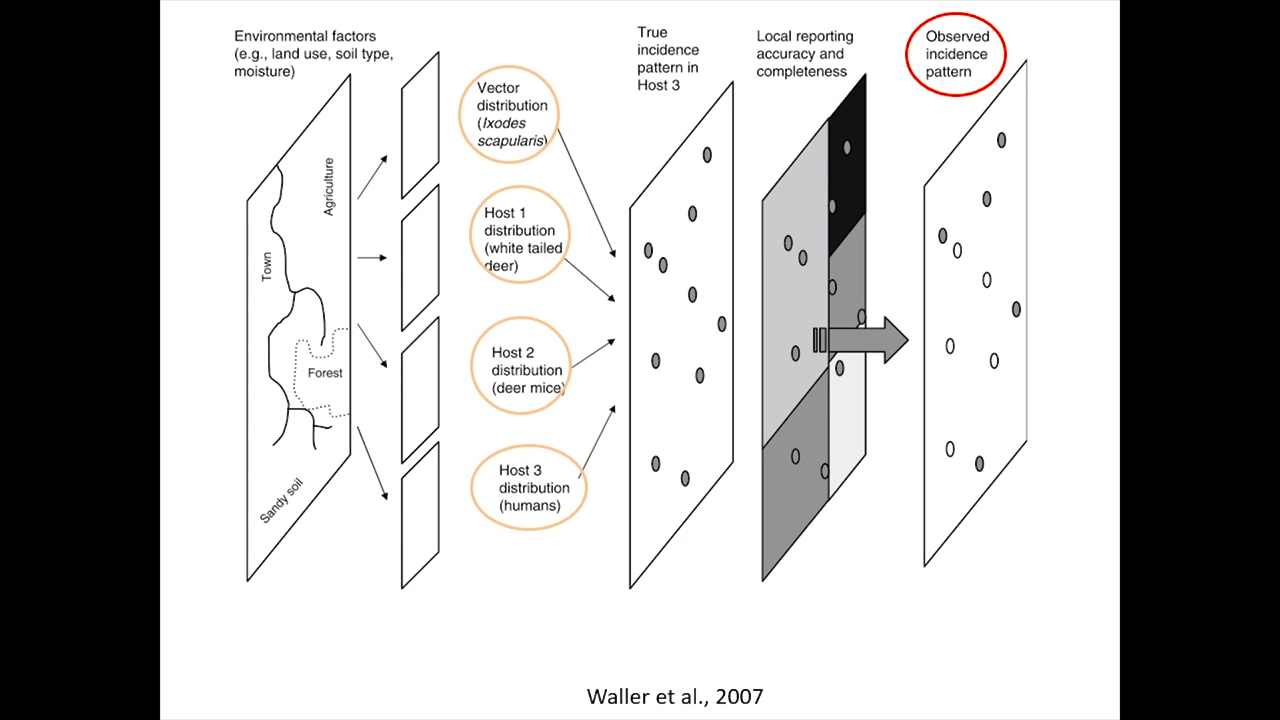 Environmental factors
(e.g., land use, soil type,
moisture)
Agriculture
Town
Forest
Sandy soil
Vector
distribution
(Ixodes
scapularis)
Host 1
distribution
(white tailed
deer)
Host 2
distribution
(deer mice)
Host 3
distribution
(humans)
True
incidence
pattern in
Host 3
Local reporting
accuracy and
completeness
Observed
incidence
pattern
Waller et al., 2007